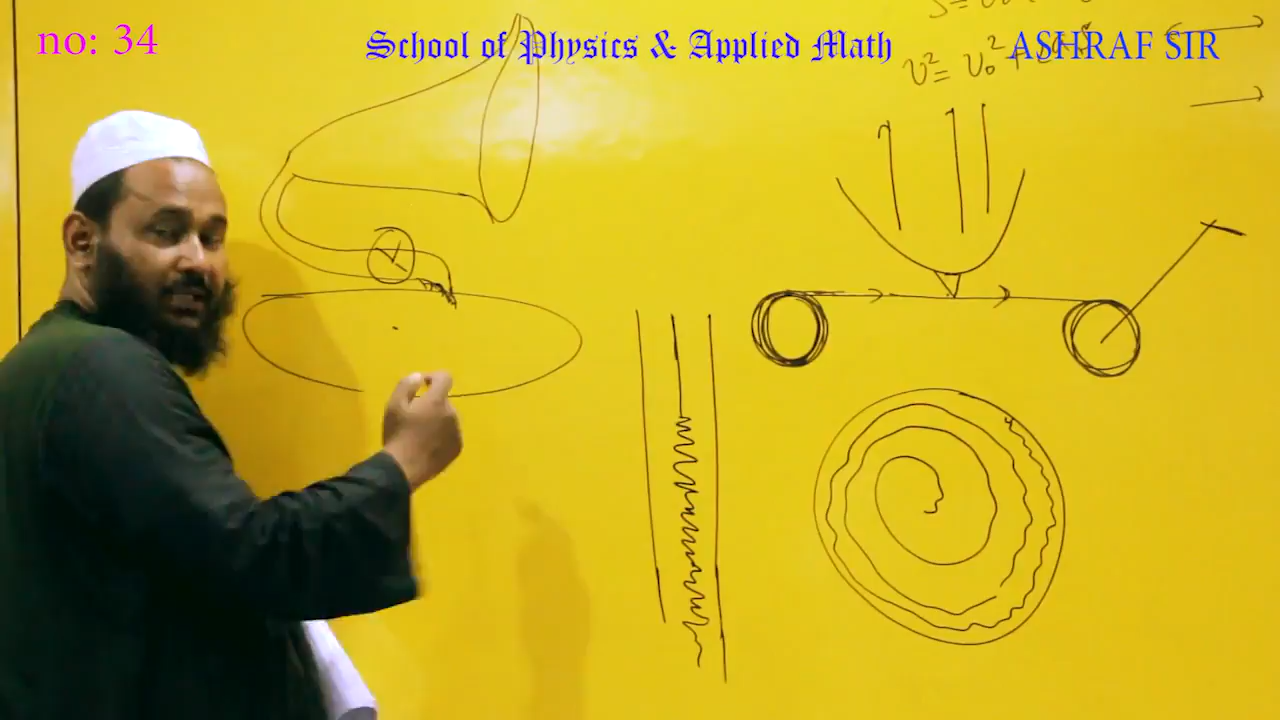 no: 34
School of Physics & Applied Math
ASHRAF SIR
v² = v₀² +